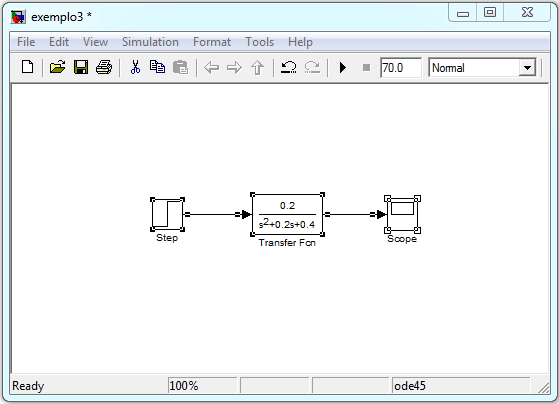 exemplo3 *
File Edit View Simulation Format Tools Help
70.0 Normal
0.2
s2+0.2s+0.4
Step
Transfer Fcn
Scope
Ready 100% ode45